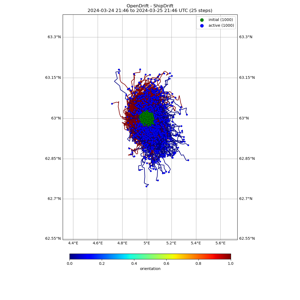 OpenDrift - ShipDrift
2024-03-24 21:46 to 2024-03-25 21:46 UTC (25 steps)
initial (1000)
active (1000)
63.3°N 63.3°N
63.15°N 63.15°N
63°N 63°N
62.85°N 62.85°N
62.7°N 62.7°N
62.55°N 62.55°N
4.4°E 4.6°E 4.8°E 5°E 5.2°E 5.4°E 5.6°E
0.0 0.2 0.4 0.6 0.8 1.0
orientation